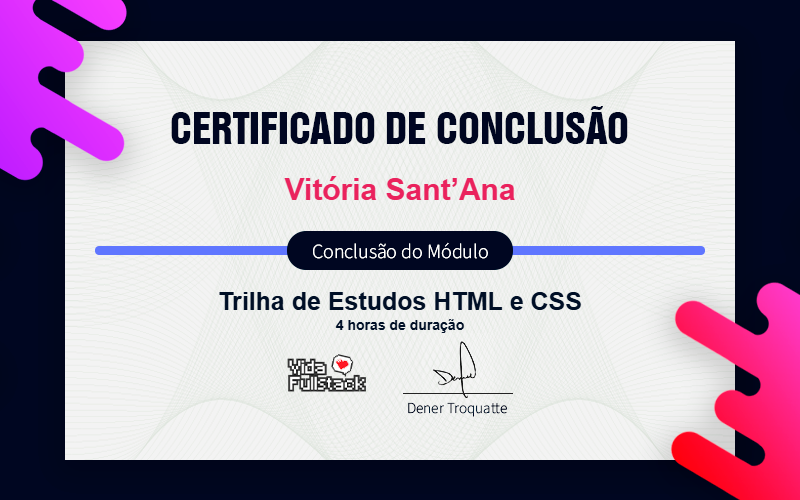 CERTIFICADO DE CONCLUSÃO
Vitória Sant’Ana
Conclusão do Módulo
Trilha de Estudos HTML e CSS
4 horas de duração
Vida
Fullstack
Dener Troquatte